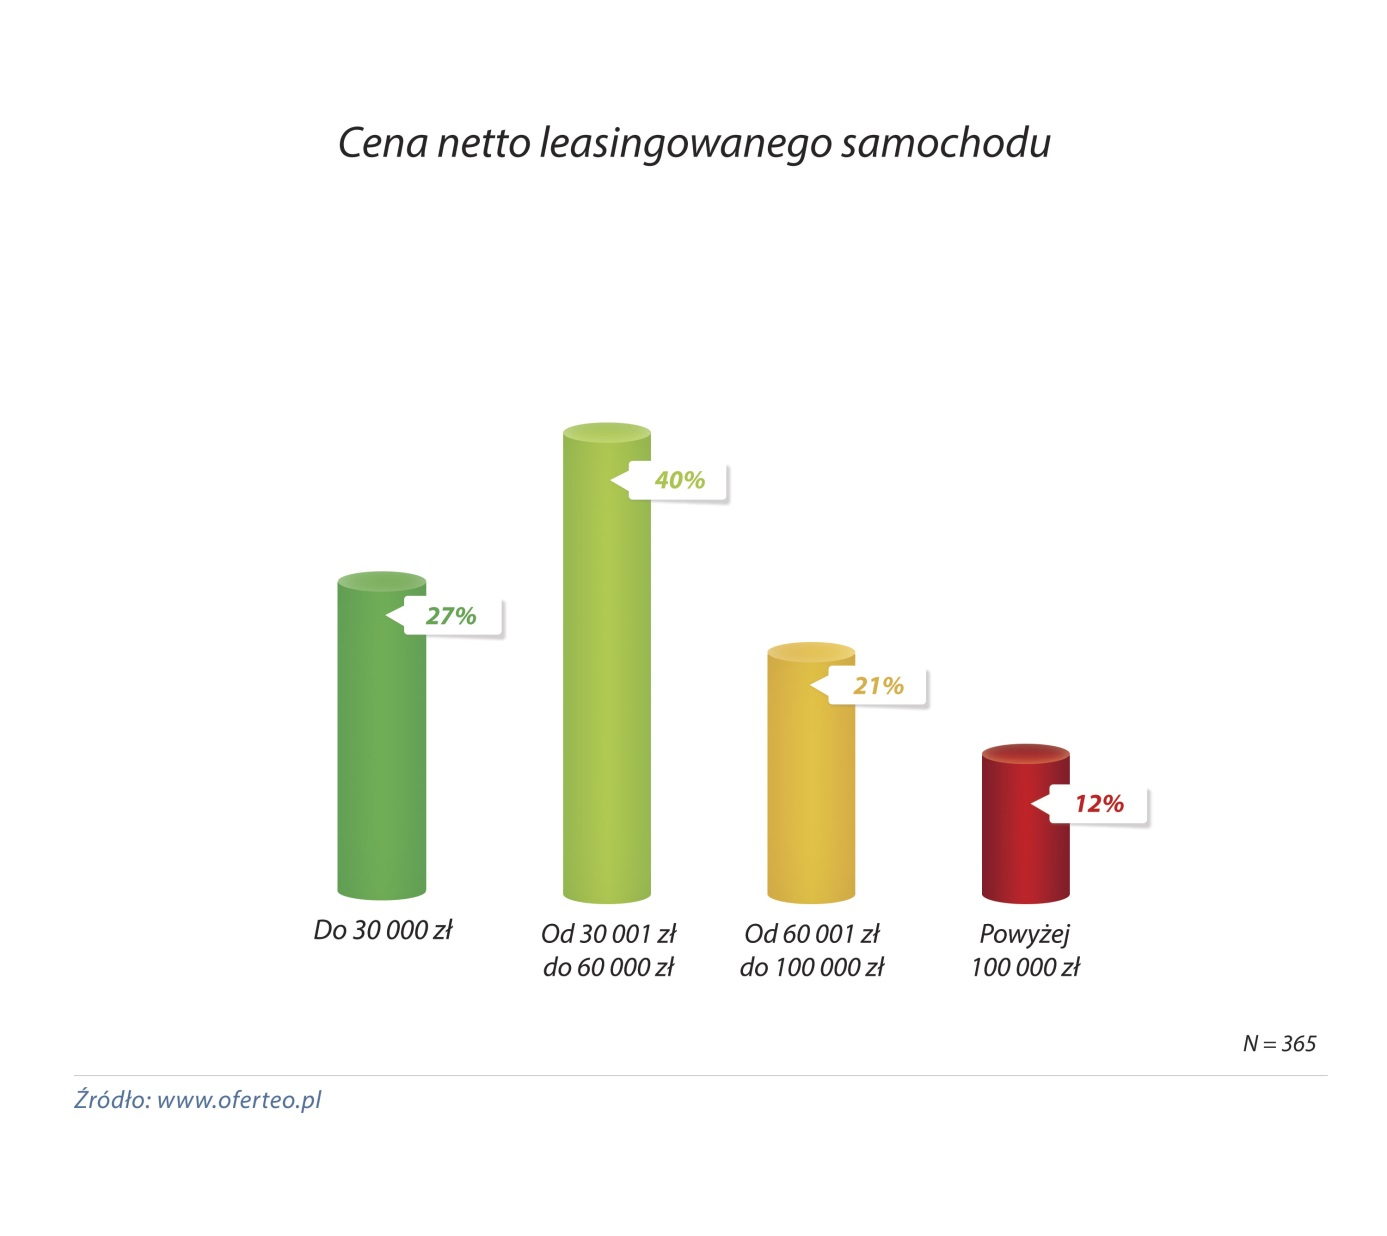 Cena netto leasingowanego samochodu
40%
27%
21%
12%
Do 30 000 zł
Od 30 001 zł
do 60 000 zł
Od 60 001 zł
do 100 000 zł
Powyżej
100 000 zł
N = 365
Źródło: www.oferteo.pl